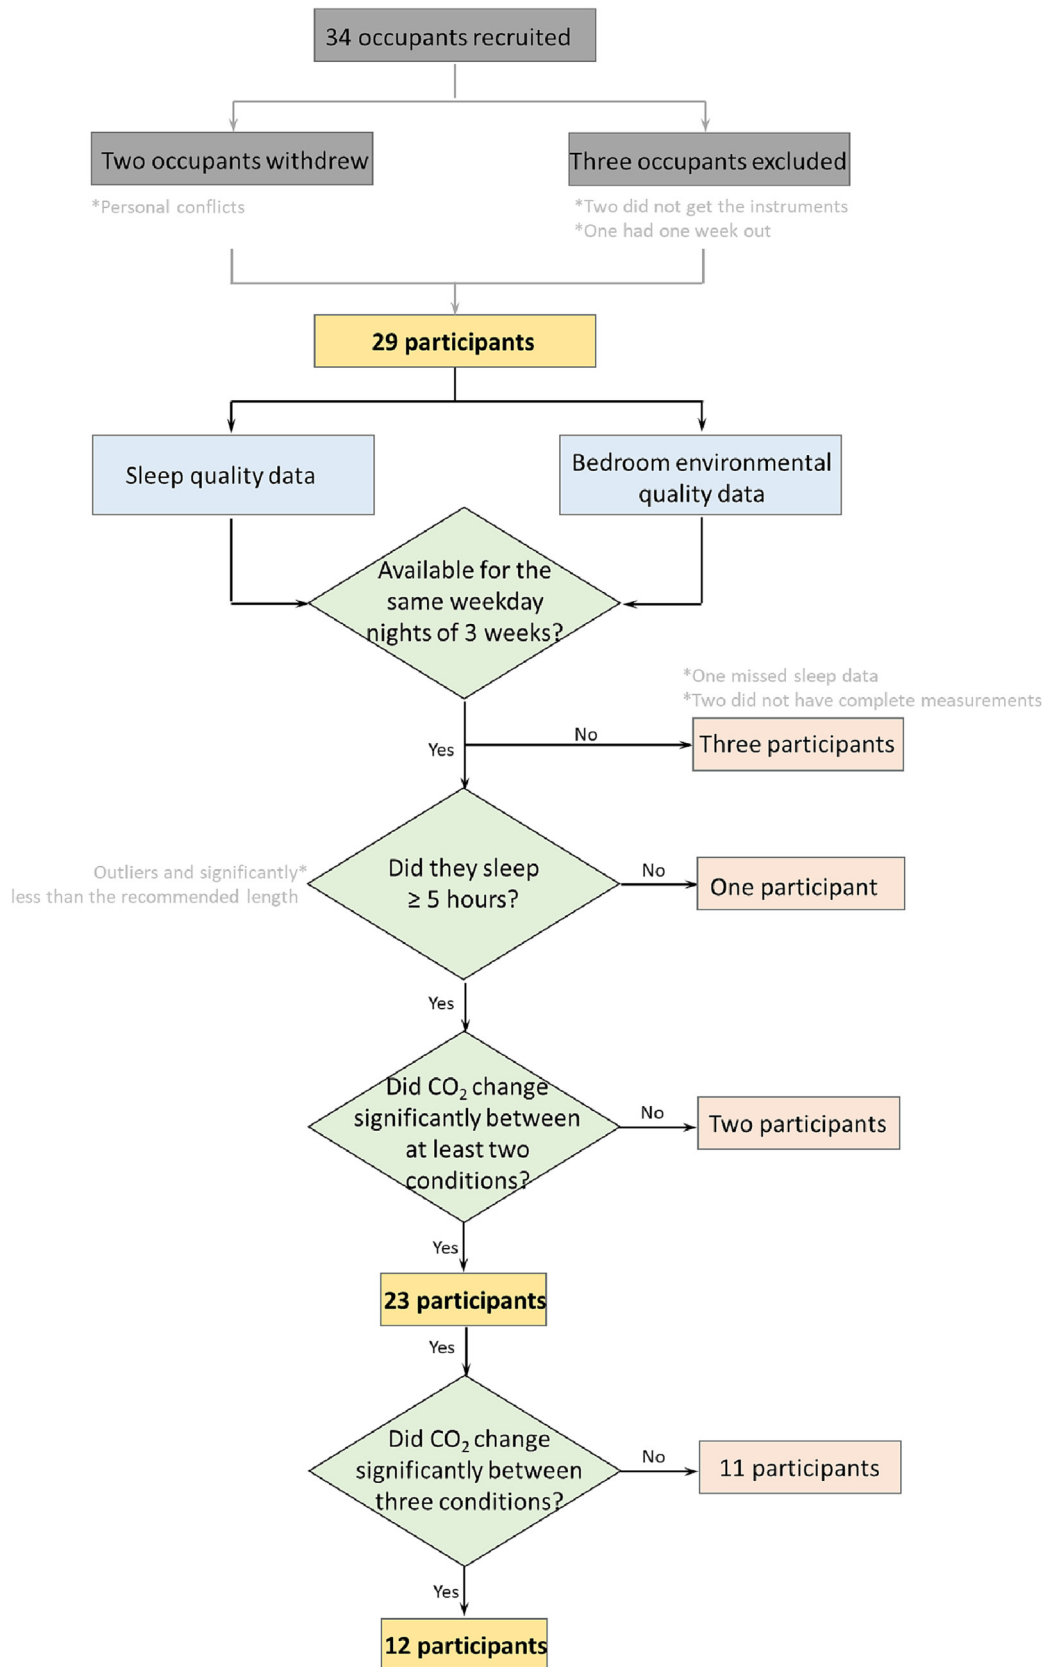 34 occupants recruited
Two occupants withdrew
Three occupants excluded
*Personal conflicts
*Two did not get the instruments
*One had one week out
29 participants
Sleep quality data
Bedroom environmental
quality data
Available for the
same weekday
nights of 3 weeks?
*One missed sleep data
*Two did not have complete measurements
Yes
No
Three participants
Outliers and significantly*
less than the recommended length
Did they sleep
≥ 5 hours?
No
One participant
Yes
Did CO₂ change
significantly between
at least two
conditions?
No
Two participants
Yes
23 participants
Yes
Did CO₂ change
significantly between
three conditions?
No
11 participants
Yes
12 participants